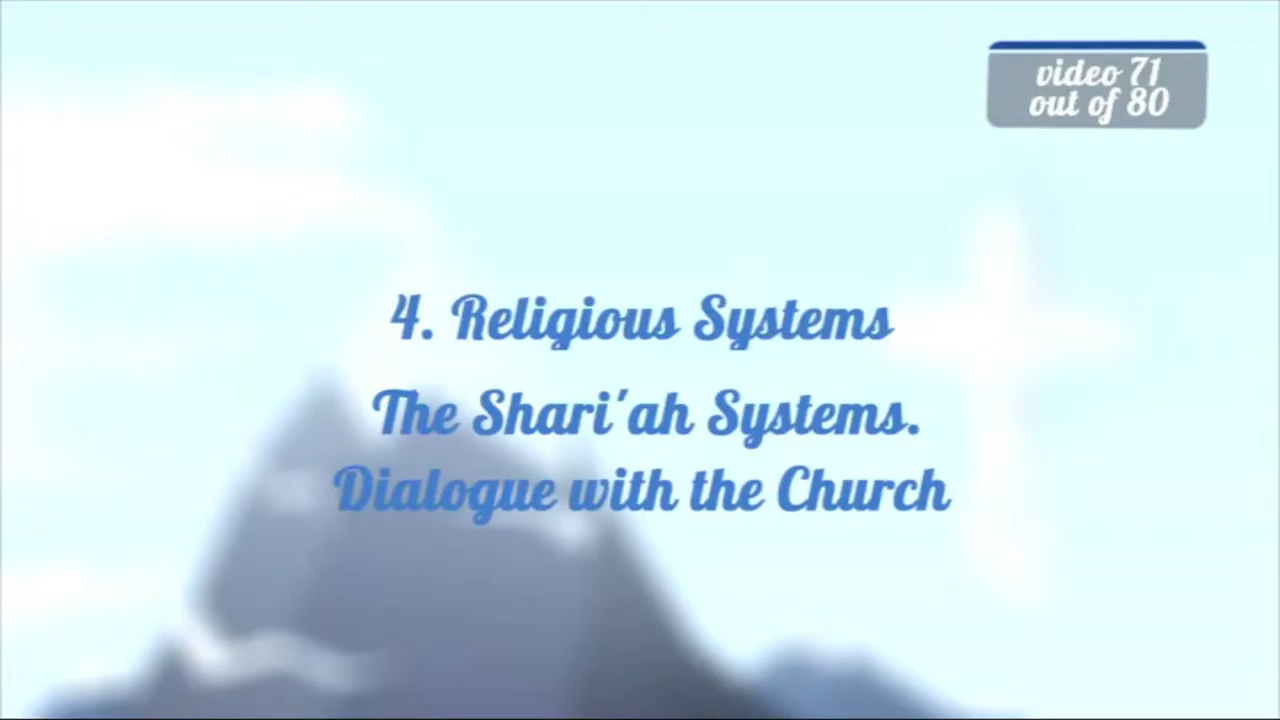 video 71
out of 80
4. Religious Systems
The Shari'ah Systems.
Dialogue with the Church